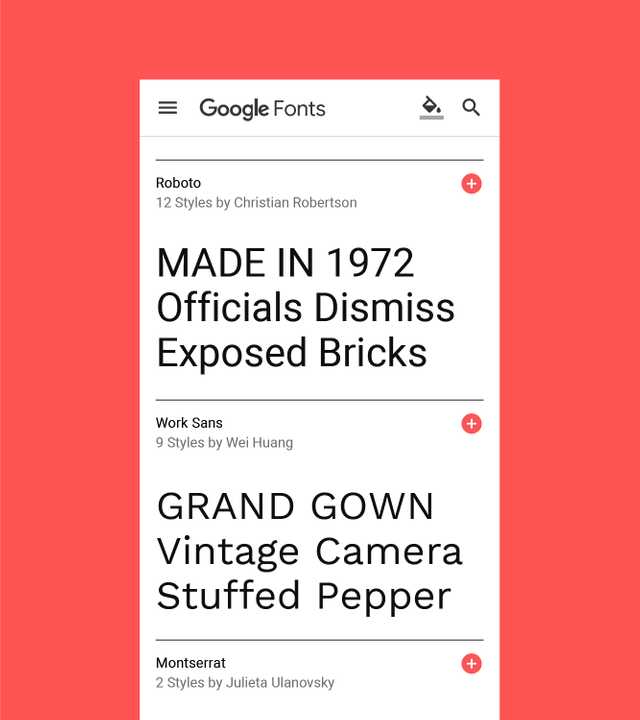 Google Fonts
Roboto
12 Styles by Christian Robertson
MADE IN 1972
Officials Dismiss
Exposed Bricks
Work Sans
9 Styles by Wei Huang
GRAND GOWN
Vintage Camera
Stuffed Pepper
Montserrat
2 Styles by Julieta Ulanovsky